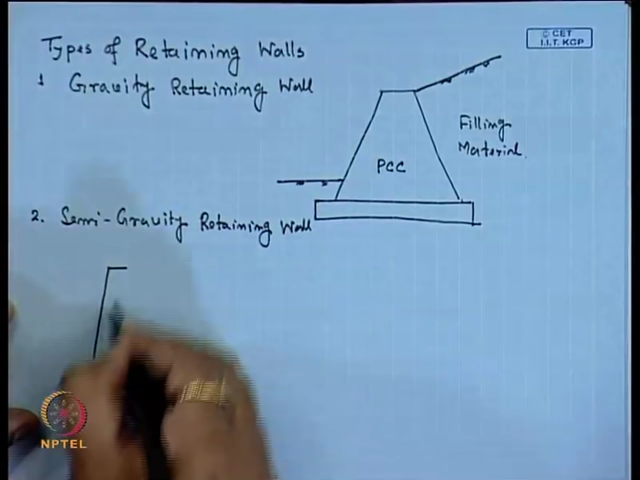 Types of Retaining Walls
1 Gravity Retaining Wall
© CET
I.I.T. KGP
Filling
Material.
PCC
2. Semi-Gravity Retaining Wall
NPTEL